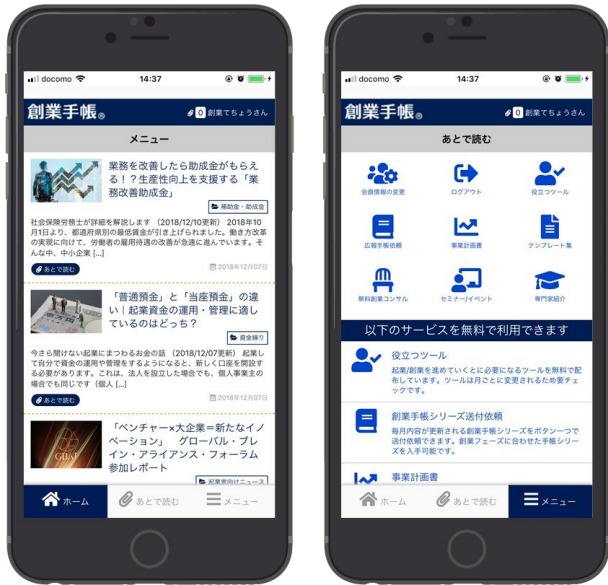 docomo 14:37
創業手帳®
0 創業てちょうさん
メニュー
業務を改善したら助成金がもらえ
る！？生産性向上を支援する「業
務改善助成金」
補助金・助成金
社会保険労務士が詳細を解説します （2018/12/10更新） 2018年10
月1日より、都道府県別の最低賃金が引き上げられました。働き方改革
の実現に向けて、労働者の雇用待遇の改善が急速に進んでいます。そ
んな中、中小企業 [...]
あとで読む
2018年12月07日
「普通預金」と「当座預金」の違
い｜起業資金の運用・管理に適し
ているのはどっち？
資金繰り
今さら聞けない起業にまつわるお金の話 （2018/12/07更新） 起業し
て自分で資金の運用や管理をするようになると、新しく口座を開設す
る必要があります。これは、法人を設立した場合でも、個人事業主の
場合でも同じです（個人 [...]
あとで読む
2018年12月07日
「ベンチャー×大企業＝新たなイノ
ベーション」 グローバル・ブレ
イン・アライアンス・フォーラム
参加レポート
GBAF
起業家向けニュース
ホーム
あとで読む
メニュー
docomo 14:37
創業手帳®
0 創業てちょうさん
あとで読む
会員情報の変更
ログアウト
役立つツール
広報手帳依頼
事業計画書
テンプレート集
無料創業コンサル
セミナー/イベント
専門家紹介
以下のサービスを無料で利用できます
役立つツール
起業/創業を進めていくと必要になるツールを無料で配
布しています。ツールは月ごとに変更されるため要チェ
ックです。
創業手帳シリーズ送付依頼
毎月内容が更新される創業手帳シリーズをボタン一つで
送付依頼できます。創業フェーズに合わせた手帳シリー
ズを入手可能です。
事業計画書
ホーム
あとで読む
メニュー